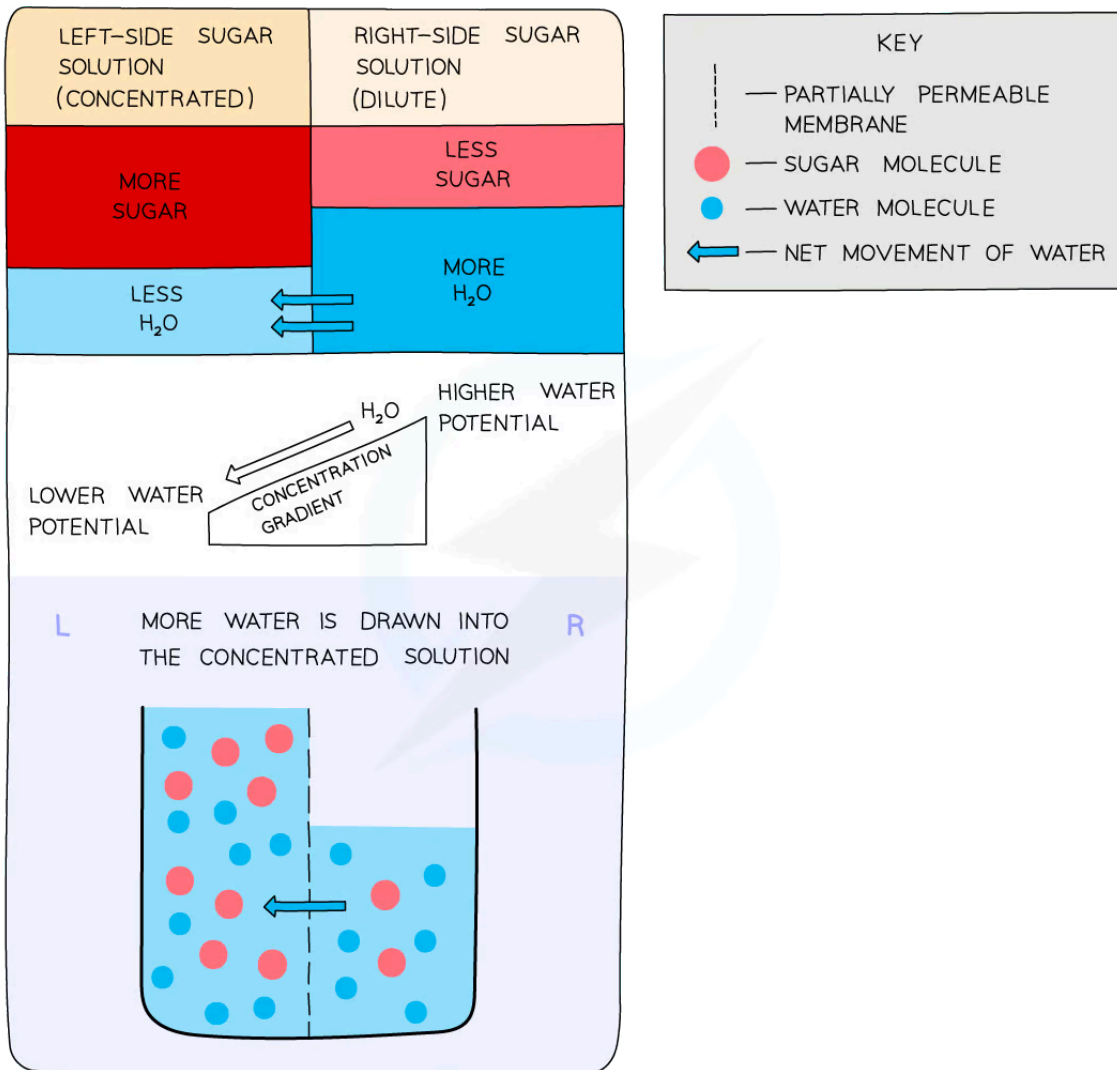 LEFT-SIDE SUGAR
SOLUTION
(CONCENTRATED)
RIGHT-SIDE SUGAR
SOLUTION
(DILUTE)
MORE
SUGAR
LESS
SUGAR
LESS
H₂O
MORE
H₂O
H₂O
HIGHER WATER
POTENTIAL
LOWER WATER
POTENTIAL
CONCENTRATION
GRADIENT
L
MORE WATER IS DRAWN INTO
THE CONCENTRATED SOLUTION
R
KEY
— PARTIALLY PERMEABLE
MEMBRANE
— SUGAR MOLECULE
— WATER MOLECULE
— NET MOVEMENT OF WATER